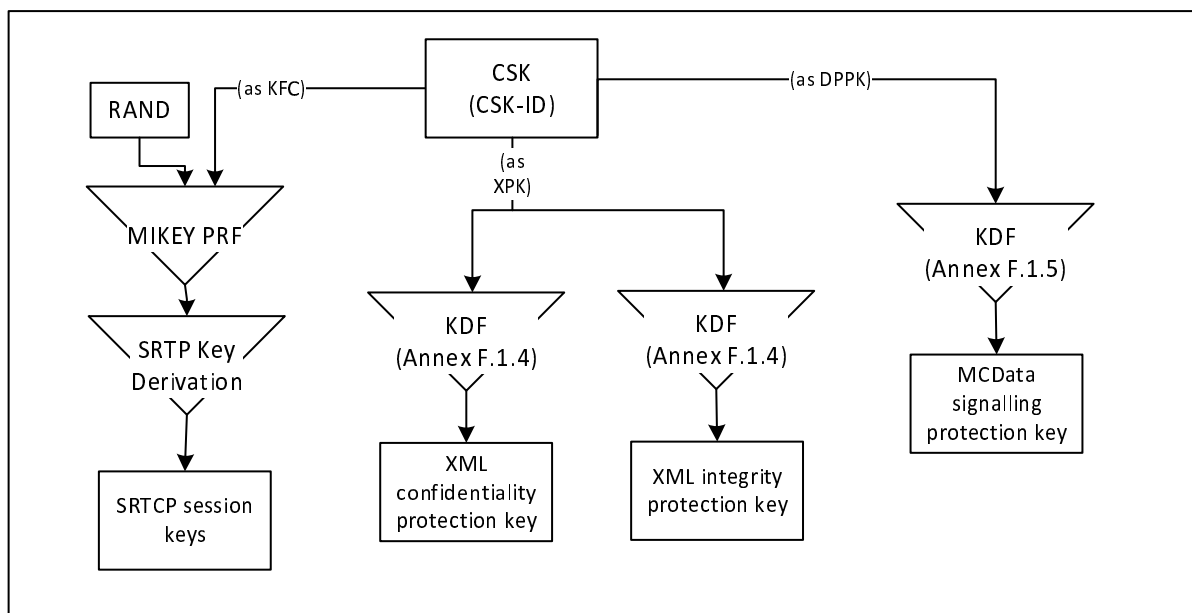 CSK
(CSK-ID)
(as KFC)
(as DPPK)
RAND
(as
XPK)
MIKEY PRF
KDF
(Annex F.1.5)
SRTP Key
Derivation
KDF
(Annex F.1.4)
KDF
(Annex F.1.4)
MCData
signalling
protection key
XML
confidentiality
protection key
XML integrity
protection key
SRTCP session
keys